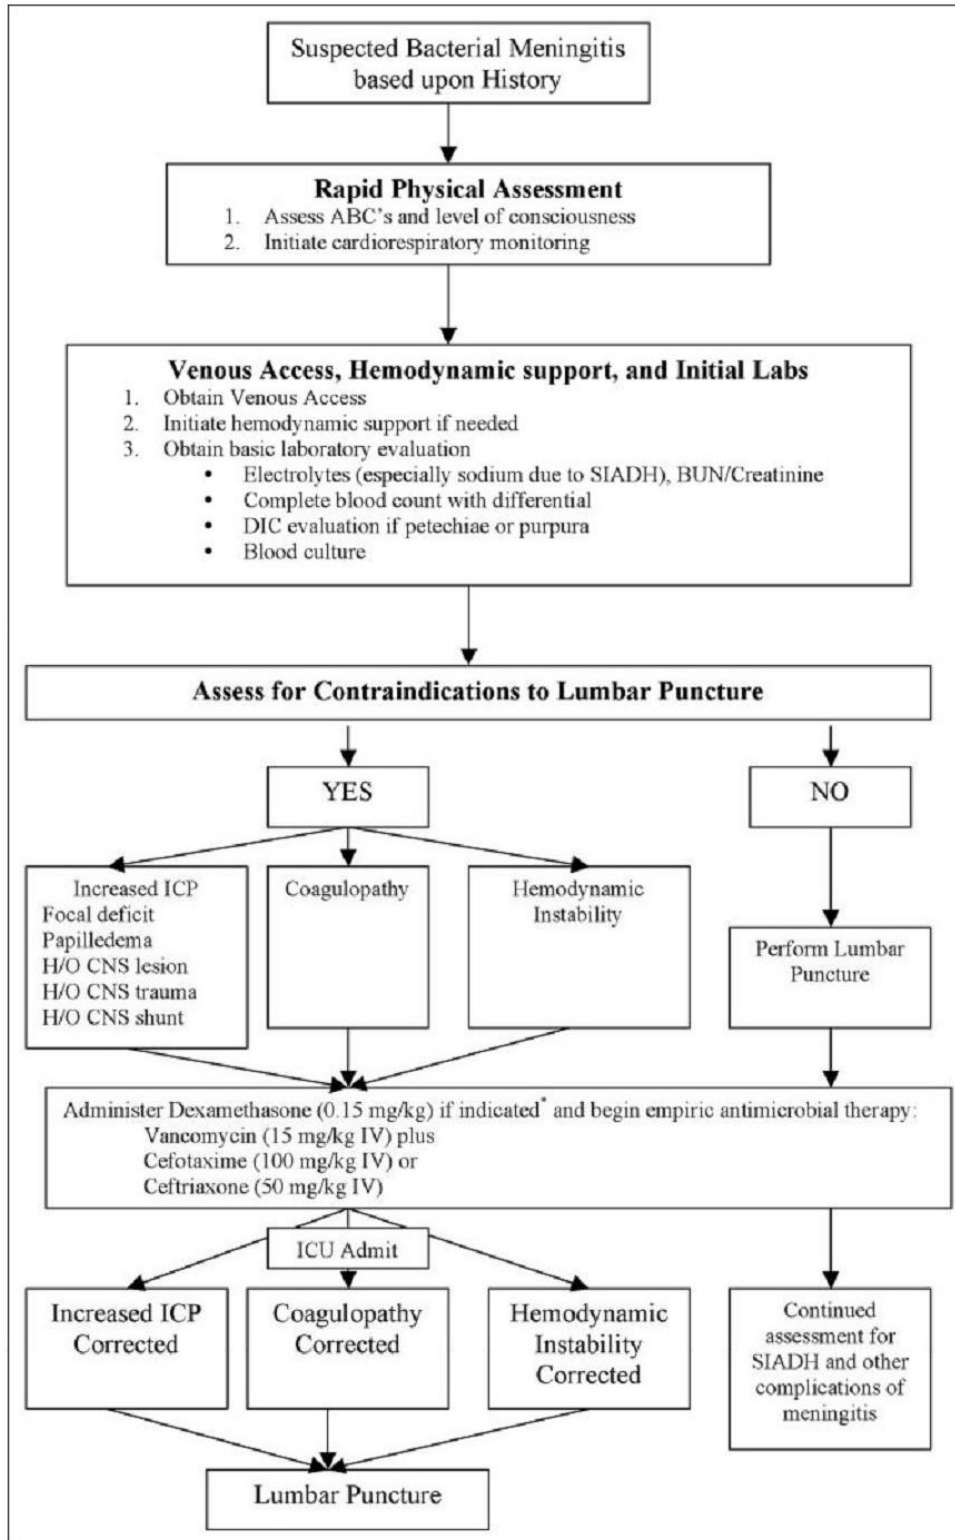 Suspected Bacterial Meningitis
based upon History
Rapid Physical Assessment
1. Assess ABC's and level of consciousness
2. Initiate cardiorespiratory monitoring
Venous Access, Hemodynamic support, and Initial Labs
1. Obtain Venous Access
2. Initiate hemodynamic support if needed
3. Obtain basic laboratory evaluation
• Electrolytes (especially sodium due to SIADH), BUN/Creatinine
• Complete blood count with differential
• DIC evaluation if petechiae or purpura
• Blood culture
Assess for Contraindications to Lumbar Puncture
YES
NO
Increased ICP
Focal deficit
Papilledema
H/O CNS lesion
H/O CNS trauma
H/O CNS shunt
Coagulopathy
Hemodynamic
Instability
Perform Lumbar
Puncture
Administer Dexamethasone (0.15 mg/kg) if indicated* and begin empiric antimicrobial therapy:
Vancomycin (15 mg/kg IV) plus
Cefotaxime (100 mg/kg IV) or
Ceftriaxone (50 mg/kg IV)
ICU Admit
Increased ICP
Corrected
Coagulopathy
Corrected
Hemodynamic
Instability
Corrected
Continued
assessment for
SIADH and other
complications of
meningitis
Lumbar Puncture